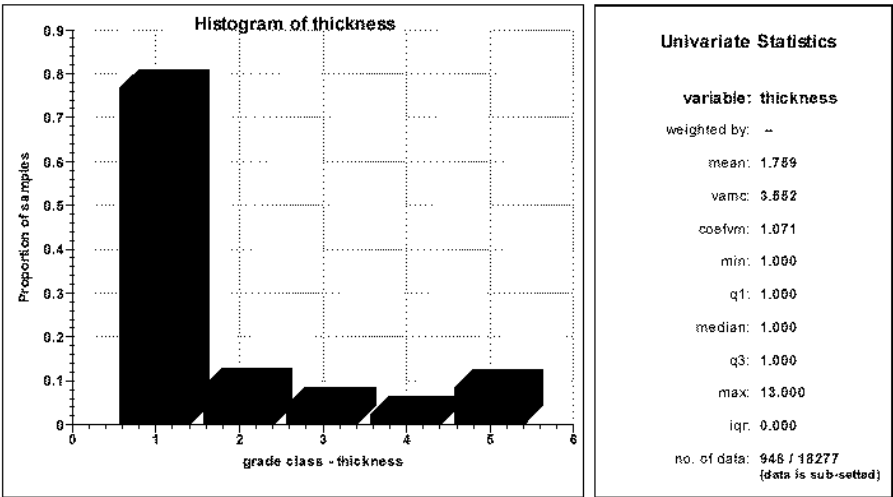 Histogram of thickness
0.9
0.8
0.7
0.6
0.5
0.4
0.3
0.2
0.1
0
Proportion of samples
0 1 2 3 4 5 6
grade class - thickness
Univariate Statistics
variable: thickness
weighted by: --
mean: 1.759
varnc: 3.552
coefvrn: 1.071
min: 1.000
q1: 1.000
median: 1.000
q3: 1.000
max: 13.000
iqr: 0.000
no. of data: 948 / 18277
(data is sub-setted)